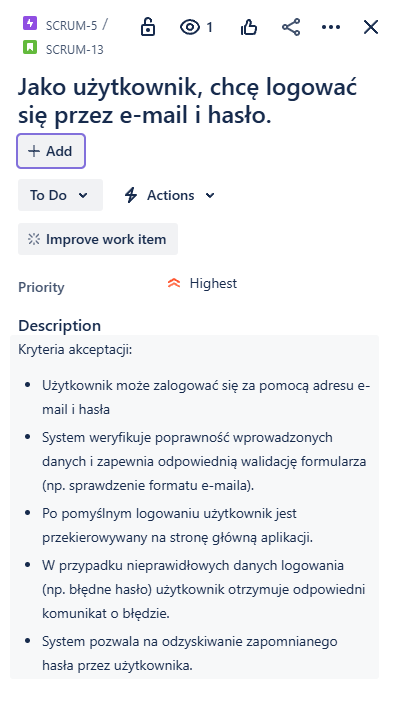 SCRUM-5 /
SCRUM-13
1
Jako użytkownik, chcę logować
się przez e-mail i hasło.
+ Add
To Do
Actions
Improve work item
Priority
Highest
Description
Kryteria akceptacji:
• Użytkownik może zalogować się za pomocą adresu e-
mail i hasła
• System weryfikuje poprawność wprowadzonych
danych i zapewnia odpowiednią walidację formularza
(np. sprawdzenie formatu e-maila).
• Po pomyślnym logowaniu użytkownik jest
przekierowywany na stronę główną aplikacji.
• W przypadku nieprawidłowych danych logowania
(np. błędne hasło) użytkownik otrzymuje odpowiedni
komunikat o błędzie.
• System pozwala na odzyskiwanie zapomnianego
hasła przez użytkownika.